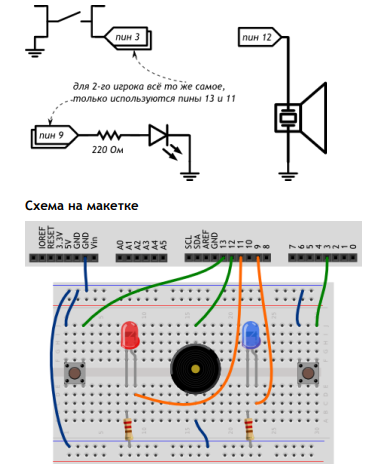 пин 3
пин 12
для 2-го игрока всё то же самое,
только используются пины 13 и 11
пин 9
220 Ом
Схема на макетке
IOREF
RESET
3.3V
5V
GND
GND
Vin
A0
A1
A2
A3
A4
A5
SCL
SDA
AREF
GND
13
12
11
10
9
8
7
6
5
4
3
2
1
0